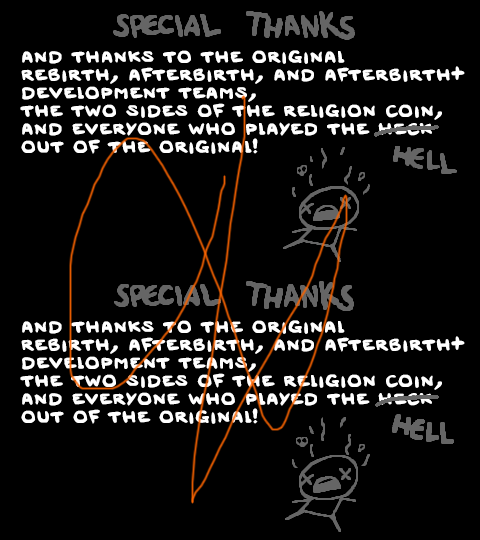 SPECIAL THANKS
AND THANKS TO THE ORIGINAL
REBIRTH, AFTERBIRTH, AND AFTERBIRTH+
DEVELOPMENT TEAMS,
THE TWO SIDES OF THE RELIGION COIN,
AND EVERYONE WHO PLAYED THE HECK
HELL
OUT OF THE ORIGINAL!
SPECIAL THANKS
AND THANKS TO THE ORIGINAL
REBIRTH, AFTERBIRTH, AND AFTERBIRTH+
DEVELOPMENT TEAMS,
THE TWO SIDES OF THE RELIGION COIN,
AND EVERYONE WHO PLAYED THE HECK
HELL
OUT OF THE ORIGINAL!